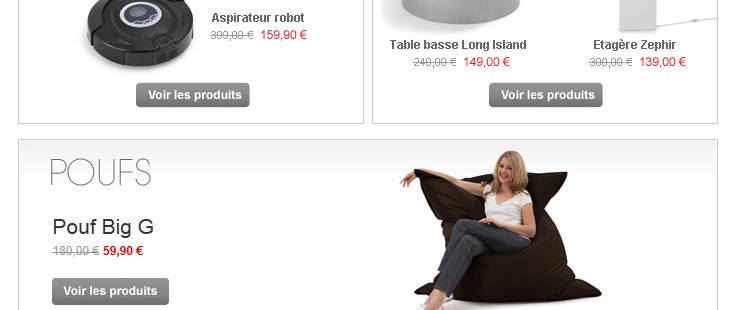 Aspirateur robot
309,00 € 159,90 €
Voir les produits
Table basse Long Island
240,00 € 149,00 €
Etagère Zephir
300,00 € 139,00 €
Voir les produits
POUFS
Pouf Big G
180,00 € 59,90 €
Voir les produits